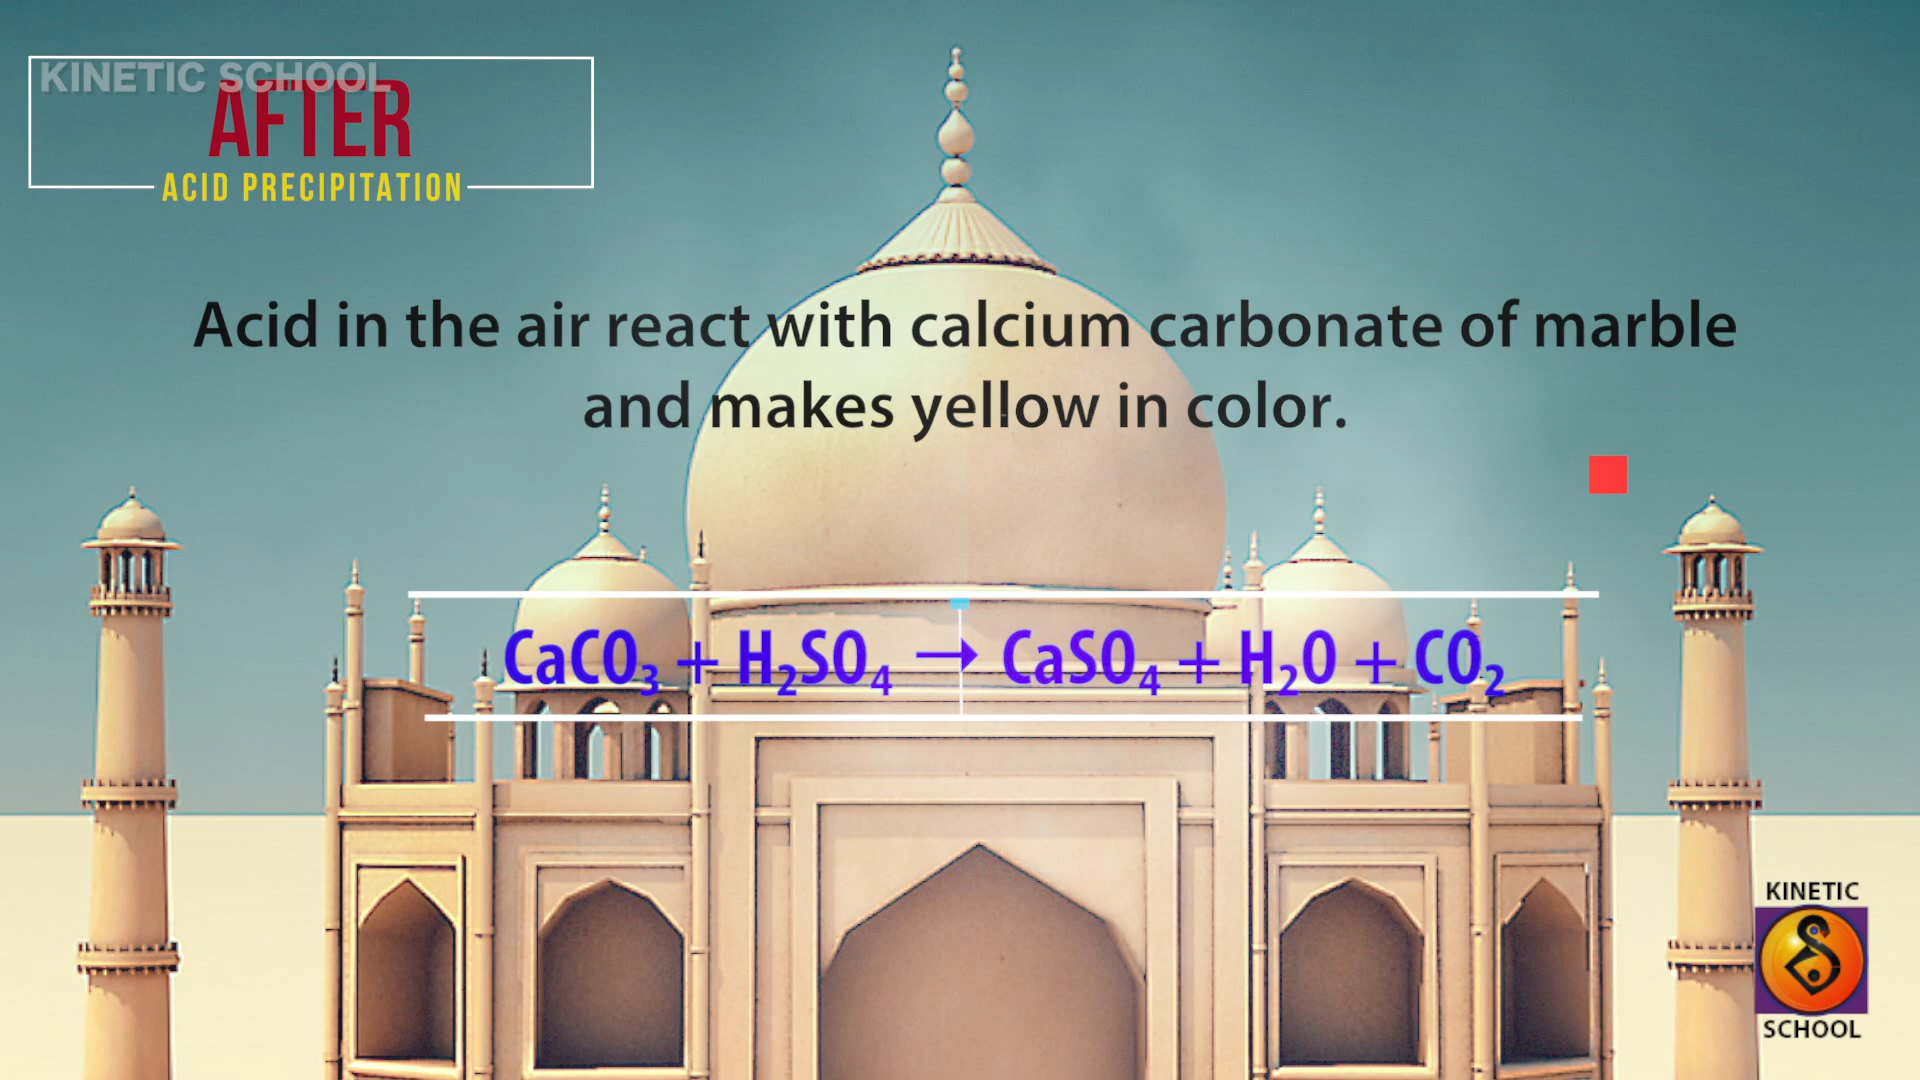 KINETIC SCHOOL
AFTER
ACID PRECIPITATION
Acid in the air react with calcium carbonate of marble
and makes yellow in color.
CaCO₃ + H₂SO₄ → CaSO₄ + H₂O + CO₂
KINETIC
SCHOOL